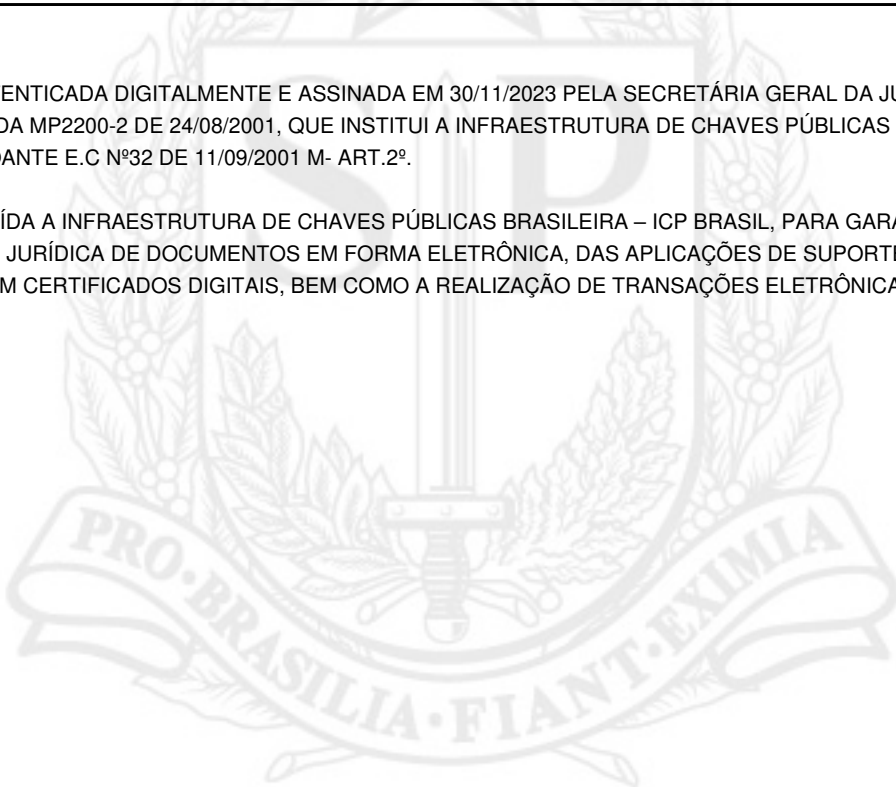 ENTICADA DIGITALMENTE E ASSINADA EM 30/11/2023 PELA SECRETÁRIA GERAL DA JU
DA MP2200-2 DE 24/08/2001, QUE INSTITUI A INFRAESTRUTURA DE CHAVES PÚBLICAS
DANTE E.C Nº32 DE 11/09/2001 M- ART.2º.
ÍDA A INFRAESTRUTURA DE CHAVES PÚBLICAS BRASILEIRA – ICP BRASIL, PARA GARA
JURÍDICA DE DOCUMENTOS EM FORMA ELETRÔNICA, DAS APLICAÇÕES DE SUPORTE
M CERTIFICADOS DIGITAIS, BEM COMO A REALIZAÇÃO DE TRANSAÇÕES ELETRÔNICA
SP
PRO·BRASILIA·FIANT·EXIMIA